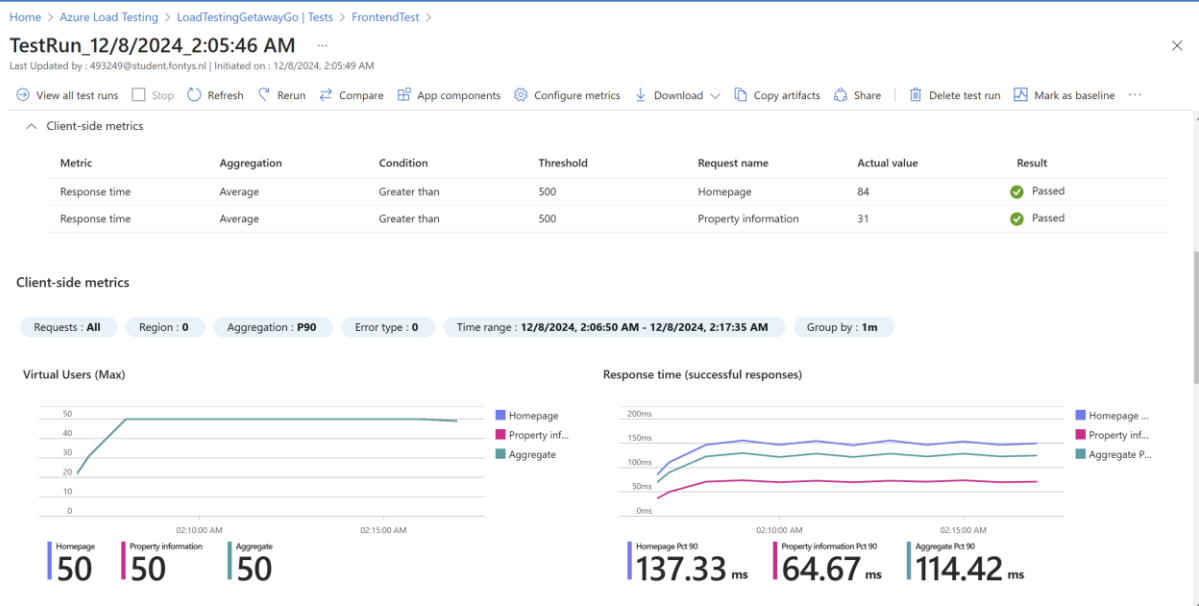 Home > Azure Load Testing > LoadTestingGetawayGo | Tests > FrontendTest >
TestRun_12/8/2024_2:05:46 AM ...
Last Updated by : 493249@student.fontys.nl | Initiated on : 12/8/2024, 2:05:49 AM
View all test runs Stop Refresh Rerun Compare App components Configure metrics Download Copy artifacts Share Delete test run Mark as baseline ...
Client-side metrics
Metric Aggregation Condition Threshold Request name Actual value Result
Response time Average Greater than 500 Homepage 84 Passed
Response time Average Greater than 500 Property information 31 Passed
Client-side metrics
Requests : All Region : 0 Aggregation : P90 Error type : 0 Time range : 12/8/2024, 2:06:50 AM - 12/8/2024, 2:17:35 AM Group by : 1m
Virtual Users (Max)
50
40
30
20
10
0
02:10:00 AM 02:15:00 AM
Homepage
Property inf...
Aggregate
Homepage Property information Aggregate
50 50 50
Response time (successful responses)
200ms
150ms
100ms
50ms
0ms
02:10:00 AM 02:15:00 AM
Homepage ...
Property inf...
Aggregate P...
Homepage Pct 90 Property information Pct 90 Aggregate Pct 90
137.33 ms 64.67 ms 114.42 ms